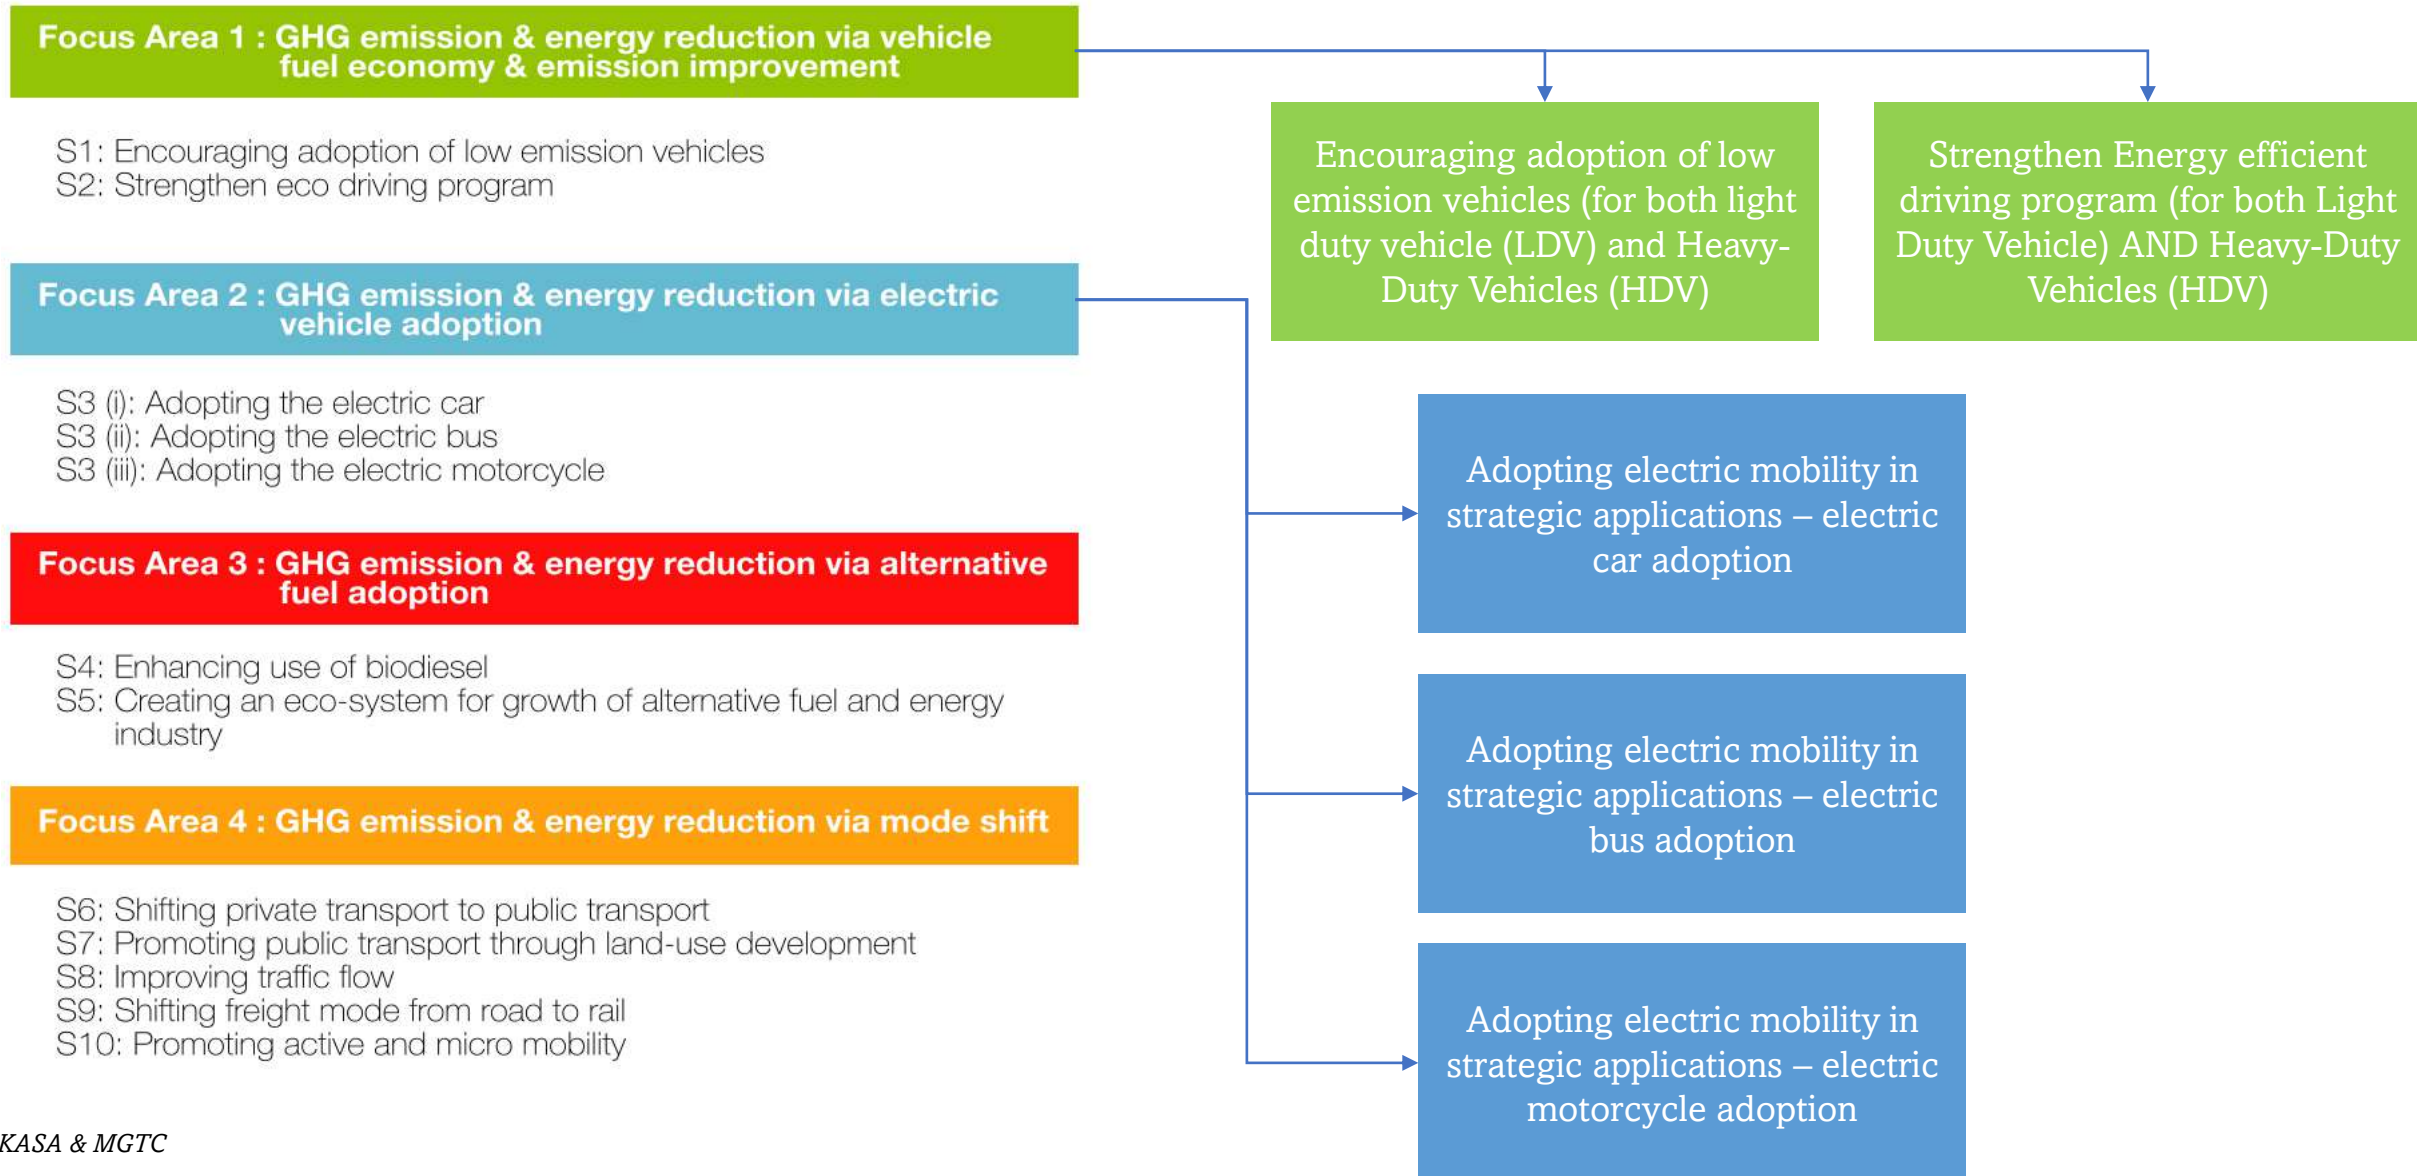 Focus Area 1 : GHG emission & energy reduction via vehicle
fuel economy & emission improvement
S1: Encouraging adoption of low emission vehicles
S2: Strengthen eco driving program
Focus Area 2 : GHG emission & energy reduction via electric
vehicle adoption
S3 (i): Adopting the electric car
S3 (ii): Adopting the electric bus
S3 (iii): Adopting the electric motorcycle
Focus Area 3 : GHG emission & energy reduction via alternative
fuel adoption
S4: Enhancing use of biodiesel
S5: Creating an eco-system for growth of alternative fuel and energy
industry
Focus Area 4 : GHG emission & energy reduction via mode shift
S6: Shifting private transport to public transport
S7: Promoting public transport through land-use development
S8: Improving traffic flow
S9: Shifting freight mode from road to rail
S10: Promoting active and micro mobility
Encouraging adoption of low
emission vehicles (for both light
duty vehicle (LDV) and Heavy-
Duty Vehicles (HDV)
Strengthen Energy efficient
driving program (for both Light
Duty Vehicle) AND Heavy-Duty
Vehicles (HDV)
Adopting electric mobility in
strategic applications – electric
car adoption
Adopting electric mobility in
strategic applications – electric
bus adoption
Adopting electric mobility in
strategic applications – electric
motorcycle adoption
KASA & MGTC